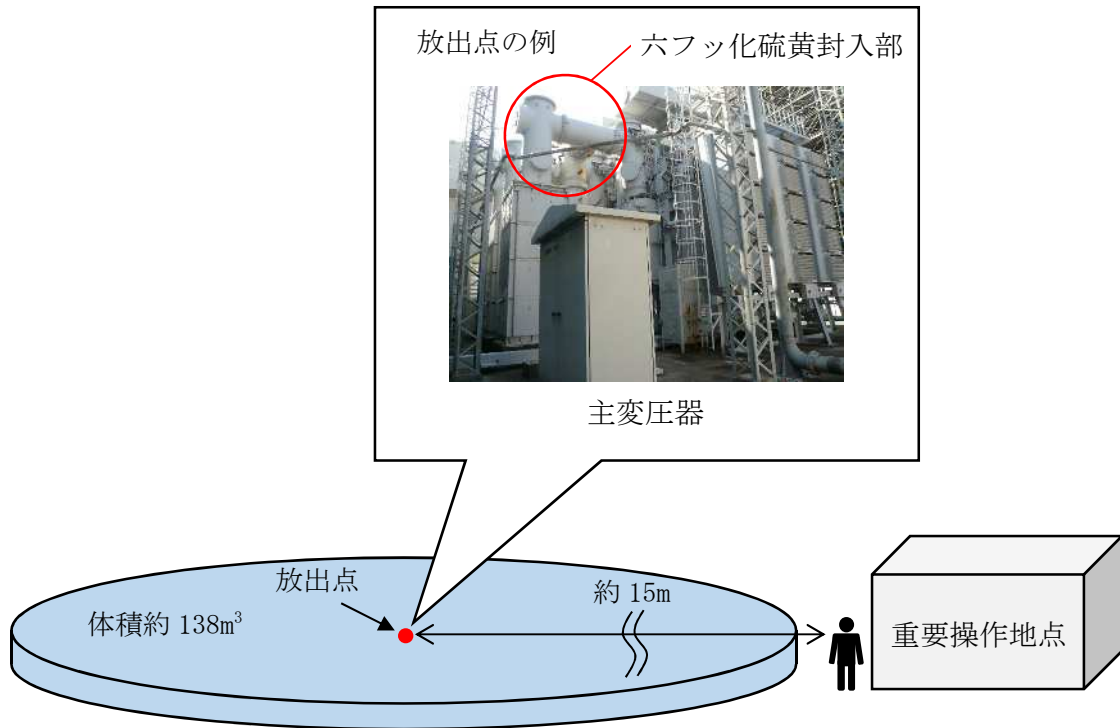 放出点の例
六フッ化硫黄封入部
主変圧器
放出点
約 15m
体積約 138m³
重要操作地点